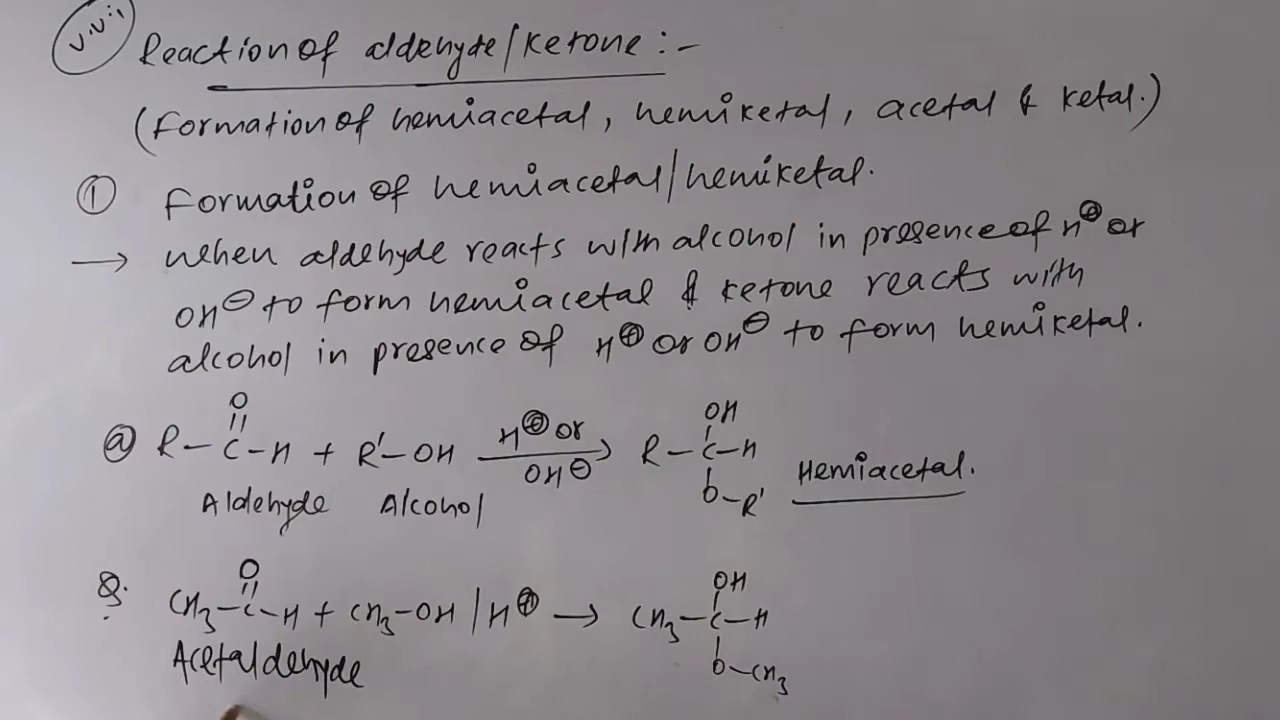 V.V.i
Reaction of aldehyte/Ketone :-
(Formation of hemiacetal, hemiketal, acetal & ketal.)
① Formation of hemiacetal/hemiketal.
→ When aldehyde reacts with alcohol in presence of H⊕ or
OH⊖ to form hemiacetal & ketone reacts with
alcohol in presence of H⊕ or OH⊖ to form hemiketal.
O OH
ⓐ R–C–H + R'–OH H⊕ or → R–C–H Hemiacetal.
OH⊖
Aldehyde Alcohol O–R'
O OH
Q. CH3–C–H + CH3–OH / H⊕ → CH3–C–H
Acetaldehyde O–CH3